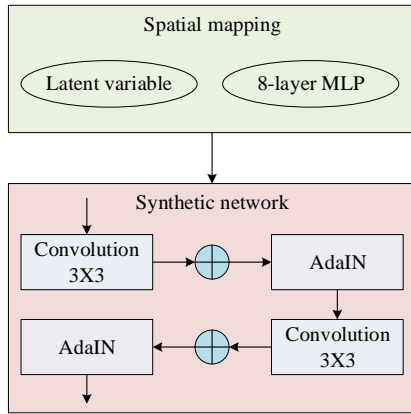 Spatial mapping
Latent variable
8-layer MLP
Synthetic network
Convolution
3X3
AdaIN
AdaIN
Convolution
3X3